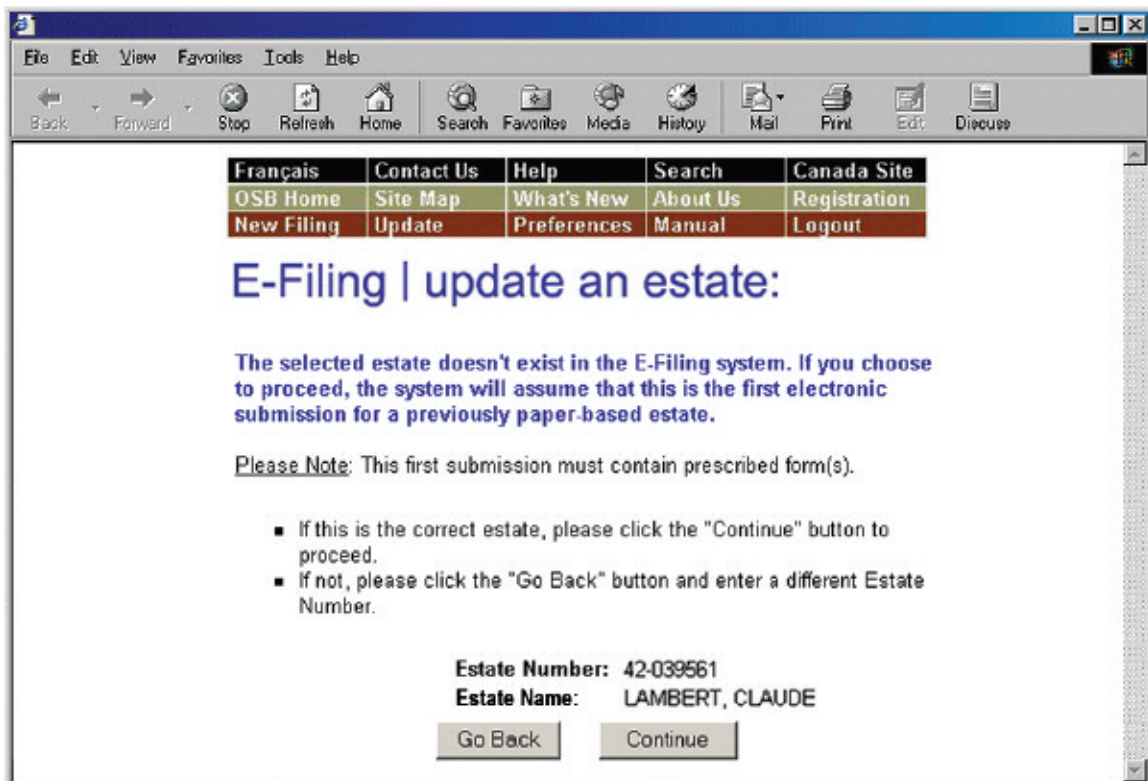 File Edit View Favorites Tools Help
Back Forward Stop Refresh Home Search Favorites Media History Mail Print Edit Discuss
Français Contact Us Help Search Canada Site
OSB Home Site Map What's New About Us Registration
New Filing Update Preferences Manual Logout
E-Filing | update an estate:
The selected estate doesn't exist in the E-Filing system. If you choose
to proceed, the system will assume that this is the first electronic
submission for a previously paper-based estate.
Please Note: This first submission must contain prescribed form(s).
▪ If this is the correct estate, please click the "Continue" button to
proceed.
▪ If not, please click the "Go Back" button and enter a different Estate
Number.
Estate Number: 42-039561
Estate Name: LAMBERT, CLAUDE
Go Back Continue